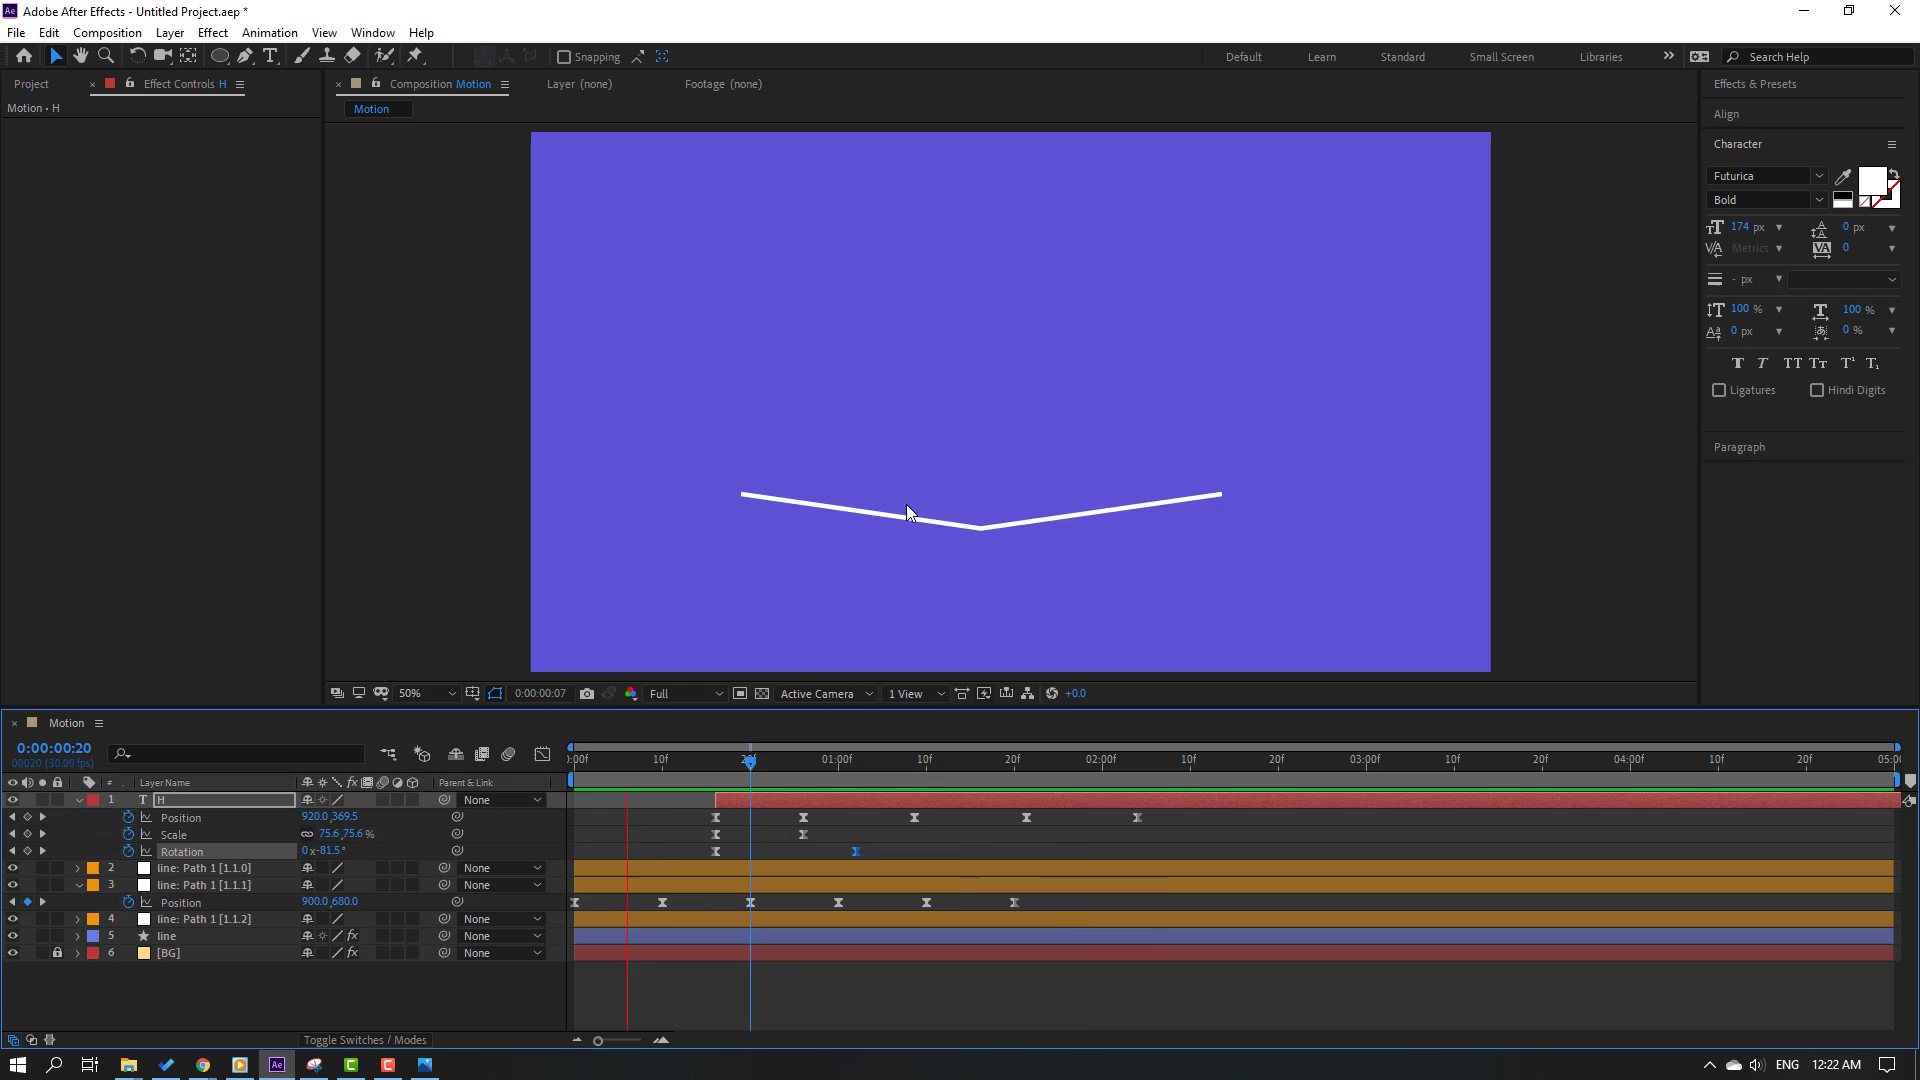 Adobe After Effects - Untitled Project.aep *
File Edit Composition Layer Effect Animation View Window Help
Snapping Default Learn Standard Small Screen Libraries Search Help
Project Effect Controls H Composition Motion Layer (none) Footage (none) Effects & Presets
Motion • H Motion
Align
Character
Futurica
Bold
174 px 0 px
Metrics 0
- px
100 % 100 %
0 px 0 %
Ligatures Hindi Digits
Paragraph
50% 0:00:00:07 Full Active Camera 1 View +0.0
Motion
0:00:00:20
00020 (30.00 fps)
):00f 10f 20f 01:00f 10f 20f 02:00f 10f 20f 03:00f 10f 20f 04:00f 10f 20f 05:00
# Layer Name Parent & Link
1 T H None
Position 920.0,369.5
Scale 75.6,75.6 %
Rotation 0x-81.5°
2 line: Path 1 [1.1.0] None
3 line: Path 1 [1.1.1] None
Position 900.0,680.0
4 line: Path 1 [1.1.2] None
5 line None
6 [BG] None
Toggle Switches / Modes
ENG 12:22 AM